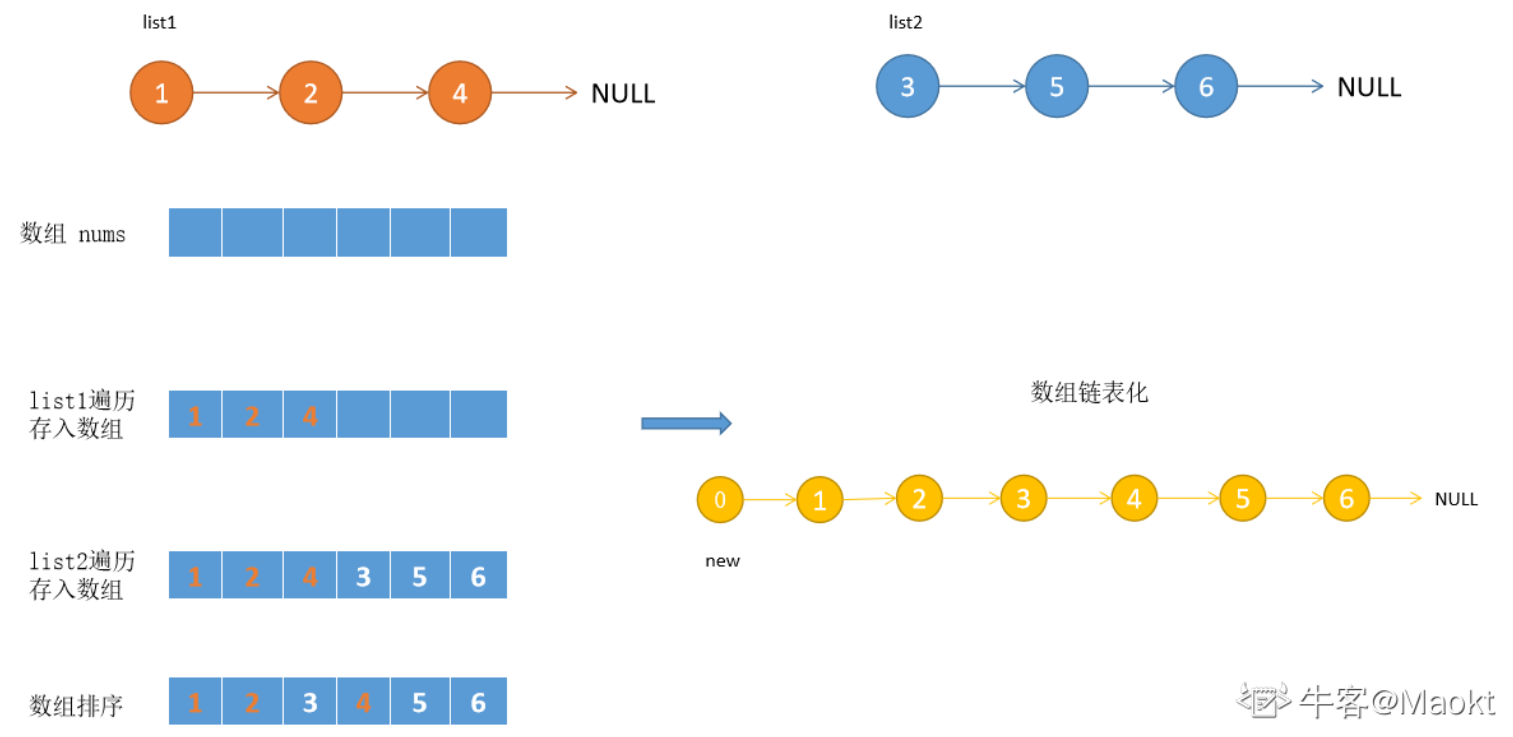 list1
list2
1 2 4 NULL
3 5 6 NULL
数组 nums
list1遍历
存入数组
1 2 4
数组链表化
0 1 2 3 4 5 6 NULL
new
list2遍历
存入数组
1 2 4 3 5 6
数组排序
1 2 3 4 5 6
牛客@Maokt